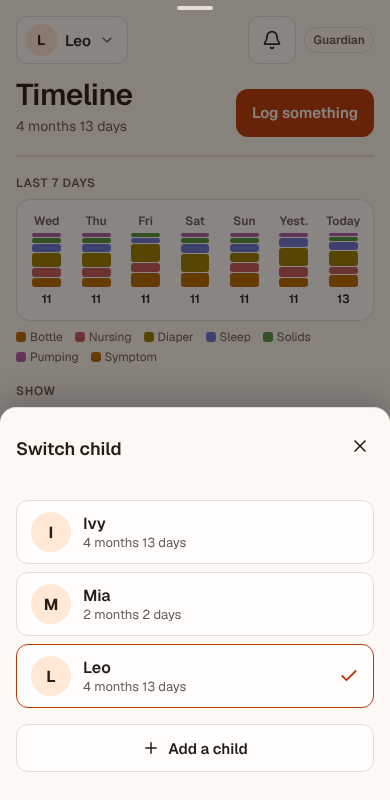 L Leo
Guardian
Timeline
4 months 13 days
Log something
LAST 7 DAYS
Wed Thu Fri Sat Sun Yest. Today
11 11 11 11 11 11 13
Bottle Nursing Diaper Sleep Solids
Pumping Symptom
SHOW
Switch child
I
Ivy
4 months 13 days
M
Mia
2 months 2 days
L
Leo
4 months 13 days
Add a child